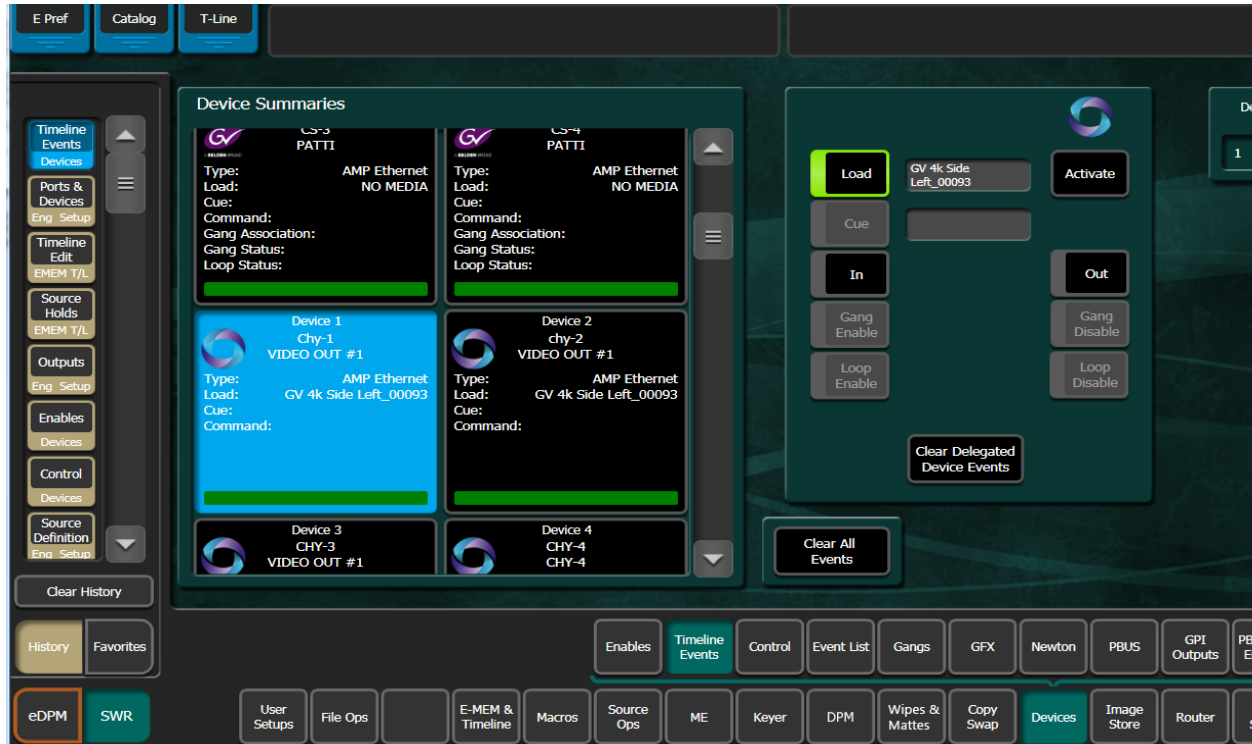 E Pref
Catalog
T-Line
Device Summaries
Timeline
Events
Devices
Ports &
Devices
Eng Setup
Timeline
Edit
EMEM T/L
Source
Holds
EMEM T/L
Outputs
Eng Setup
Enables
Devices
Control
Devices
Source
Definition
Eng Setup
Clear History
History
Favorites
eDPM
SWR
GV
A BELDEN BRAND
CS-3
PATTI
Type: AMP Ethernet
Load: NO MEDIA
Cue:
Command:
Gang Association:
Gang Status:
Loop Status:
GV
A BELDEN BRAND
CS-4
PATTI
Type: AMP Ethernet
Load: NO MEDIA
Cue:
Command:
Gang Association:
Gang Status:
Loop Status:
Device 1
Chy-1
VIDEO OUT #1
Type: AMP Ethernet
Load: GV 4k Side Left_00093
Cue:
Command:
Device 2
chy-2
VIDEO OUT #1
Type: AMP Ethernet
Load: GV 4k Side Left_00093
Cue:
Command:
Device 3
CHY-3
VIDEO OUT #1
Device 4
CHY-4
CHY-4
Load
GV 4k Side
Left_00093
Activate
Cue
In
Out
Gang
Enable
Gang
Disable
Loop
Enable
Loop
Disable
Clear Delegated
Device Events
Clear All
Events
1
Enables
Timeline
Events
Control
Event List
Gangs
GFX
Newton
PBUS
GPI
Outputs
User
Setups
File Ops
E-MEM &
Timeline
Macros
Source
Ops
ME
Keyer
DPM
Wipes &
Mattes
Copy
Swap
Devices
Image
Store
Router